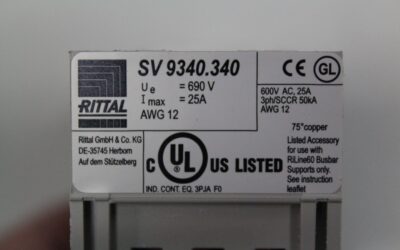 RITTAL
SV 9340.340
Ue = 690 V
Imax = 25A
AWG 12
CE GL
600V AC, 25A
3ph/SCCR 50kA
AWG 12
75° copper
Rittal GmbH & Co. KG
DE-35745 Herborn
Auf dem Stützelberg
C UL US LISTED
IND. CONT. EQ. 3PJA F0
Listed Accessory
for use with
RiLine60 Busbar
Supports only.
See instruction
leaflet